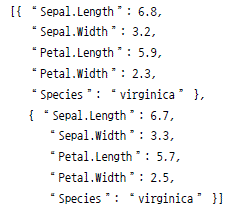 [{ “Sepal.Length”: 6.8,
“Sepal.Width”: 3.2,
“Petal.Length”: 5.9,
“Petal.Width”: 2.3,
“Species”: “virginica” },
{ “Sepal.Length”: 6.7,
“Sepal.Width”: 3.3,
“Petal.Length”: 5.7,
“Petal.Width”: 2.5,
“Species”: “virginica” }]